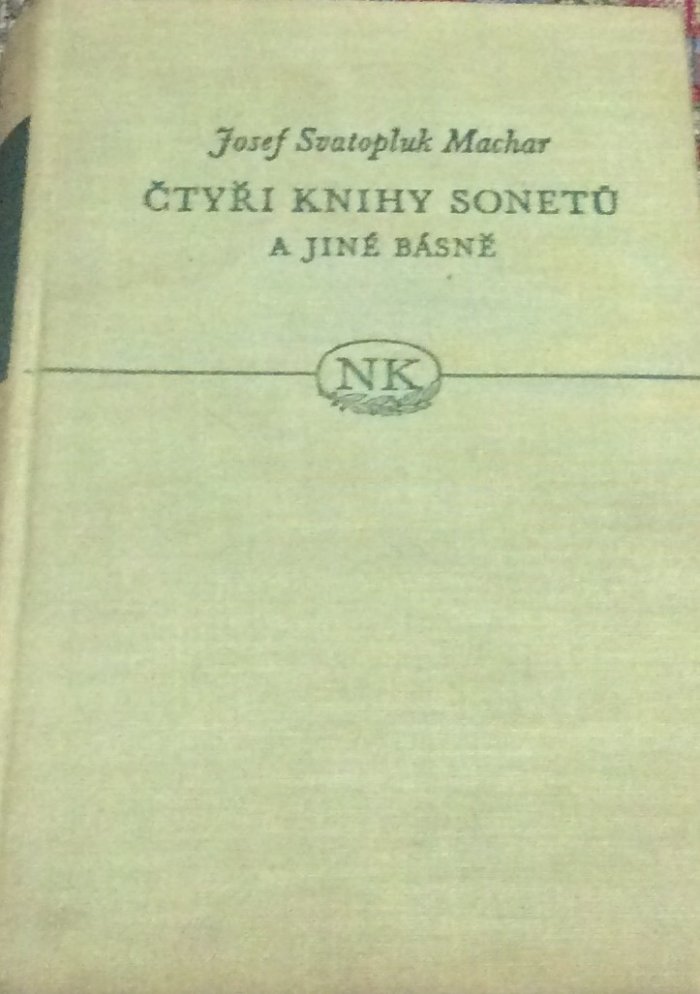 Josef Svatopluk Machar
ČTYŘI KNIHY SONETŮ
A JINÉ BÁSNĚ
NK